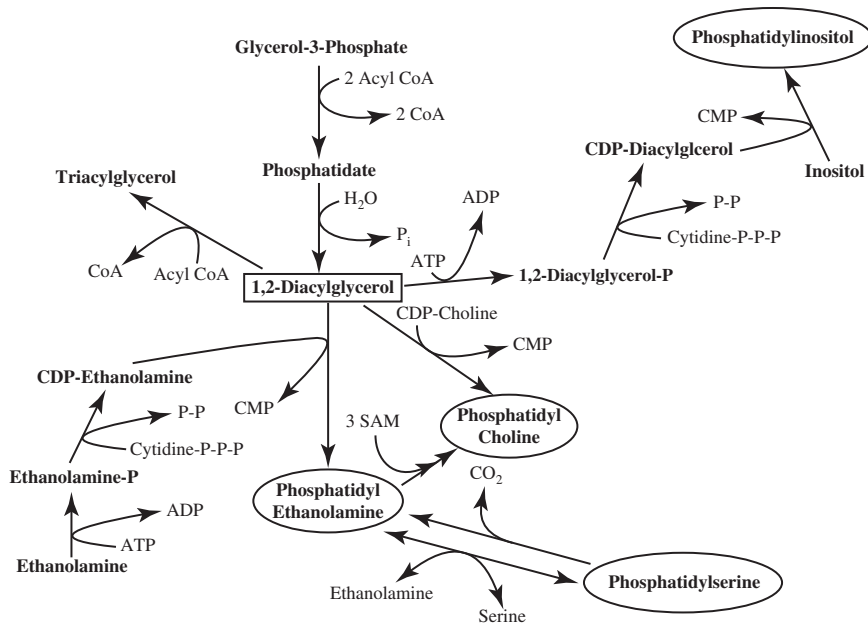 Glycerol-3-Phosphate
2 Acyl CoA
2 CoA
Phosphatidate
H₂O
Pᵢ
Triacylglycerol
CoA
Acyl CoA
1,2-Diacylglycerol
ATP
ADP
1,2-Diacylglycerol-P
Cytidine-P-P-P
P-P
CDP-Diacylglcerol
CMP
Inositol
Phosphatidylinositol
CDP-Choline
CMP
Phosphatidyl
Choline
CDP-Ethanolamine
CMP
P-P
Cytidine-P-P-P
Ethanolamine-P
ADP
ATP
Ethanolamine
3 SAM
Phosphatidyl
Ethanolamine
CO₂
Ethanolamine
Serine
Phosphatidylserine